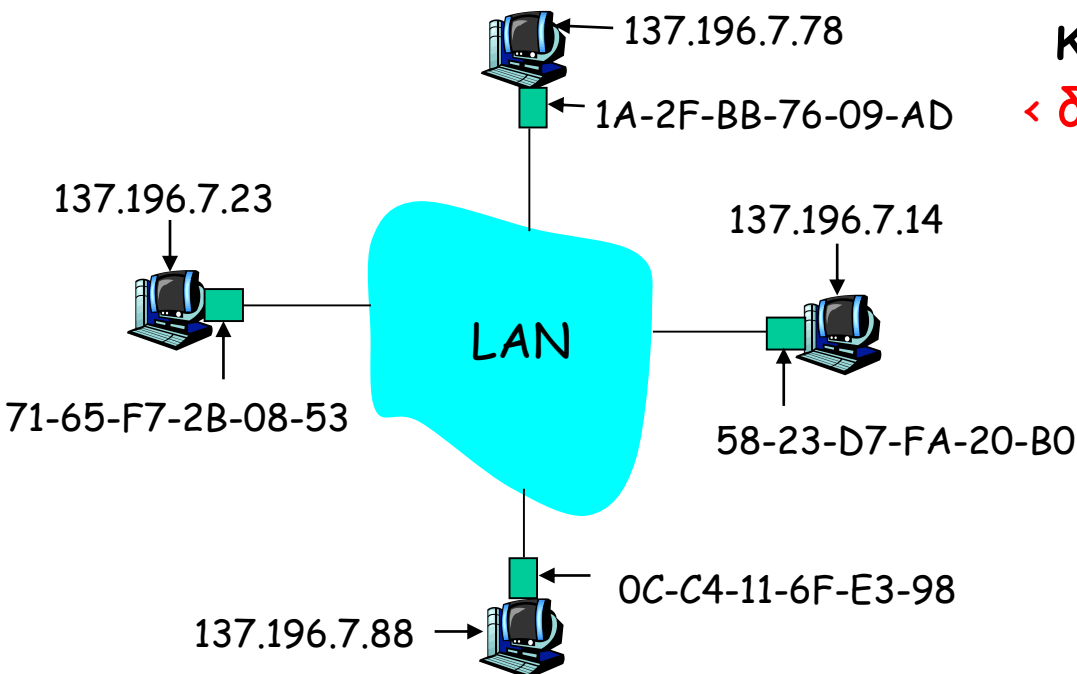 137.196.7.78
1A-2F-BB-76-09-AD
137.196.7.23
137.196.7.14
LAN
71-65-F7-2B-08-53
58-23-D7-FA-20-B0
0C-C4-11-6F-E3-98
137.196.7.88